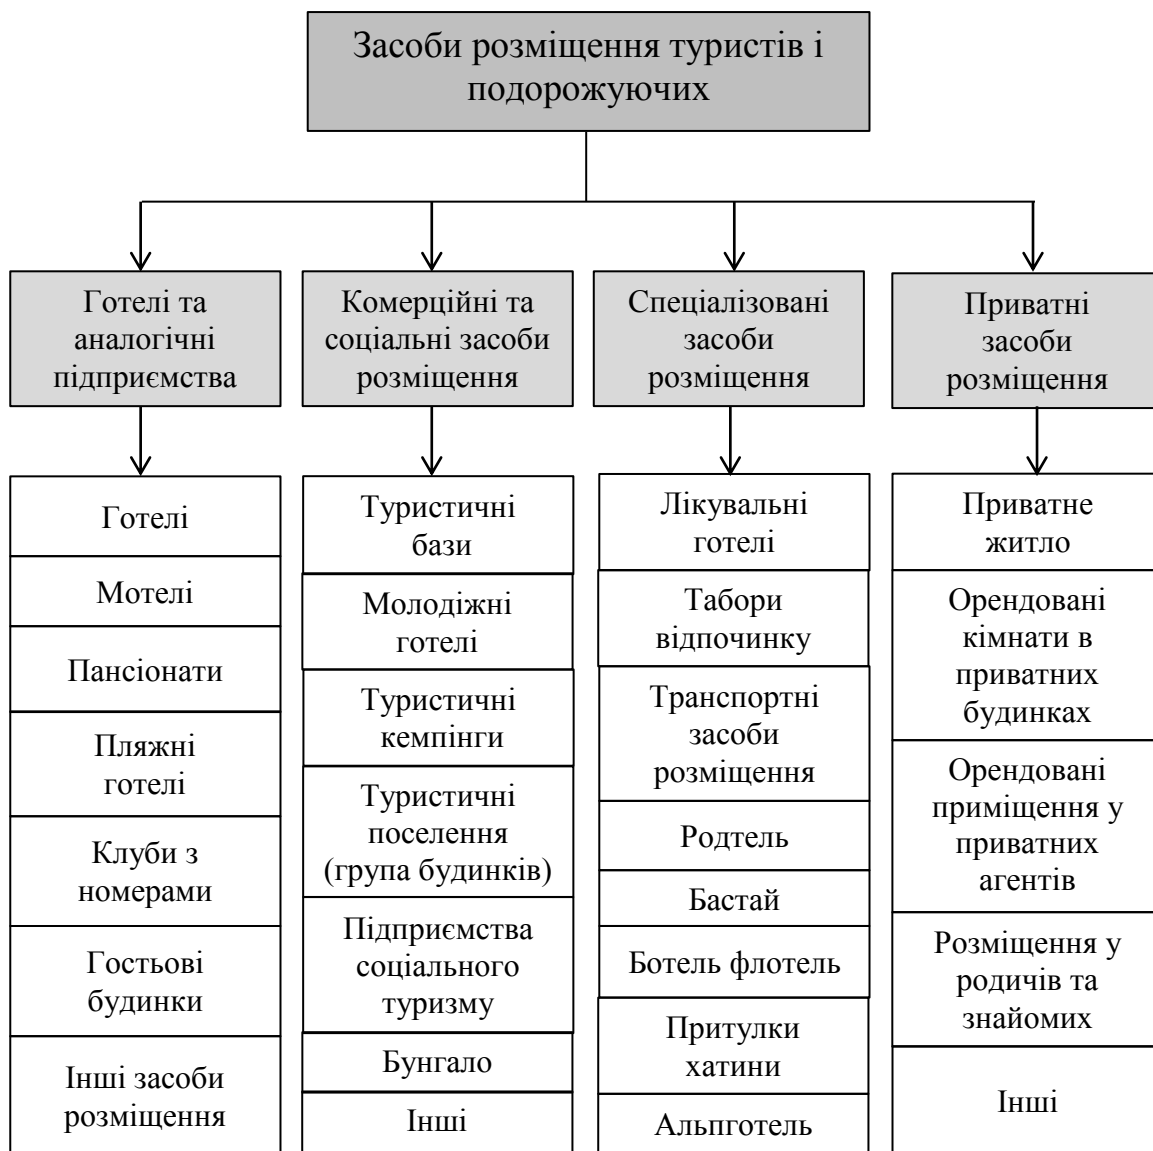 Засоби розміщення туристів і
подорожуючих
Готелі та
аналогічні
підприємства
Комерційні та
соціальні засоби
розміщення
Спеціалізовані
засоби
розміщення
Приватні
засоби
розміщення
Готелі
Мотелі
Пансіонати
Пляжні
готелі
Клуби з
номерами
Гостьові
будинки
Інші засоби
розміщення
Туристичні
бази
Молодіжні
готелі
Туристичні
кемпінги
Туристичні
поселення
(група будинків)
Підприємства
соціального
туризму
Бунгало
Інші
Лікувальні
готелі
Табори
відпочинку
Транспортні
засоби
розміщення
Родтель
Бастай
Ботель флотель
Притулки
хатини
Альпготель
Приватне
житло
Орендовані
кімнати в
приватних
будинках
Орендовані
приміщення у
приватних
агентів
Розміщення у
родичів та
знайомих
Інші